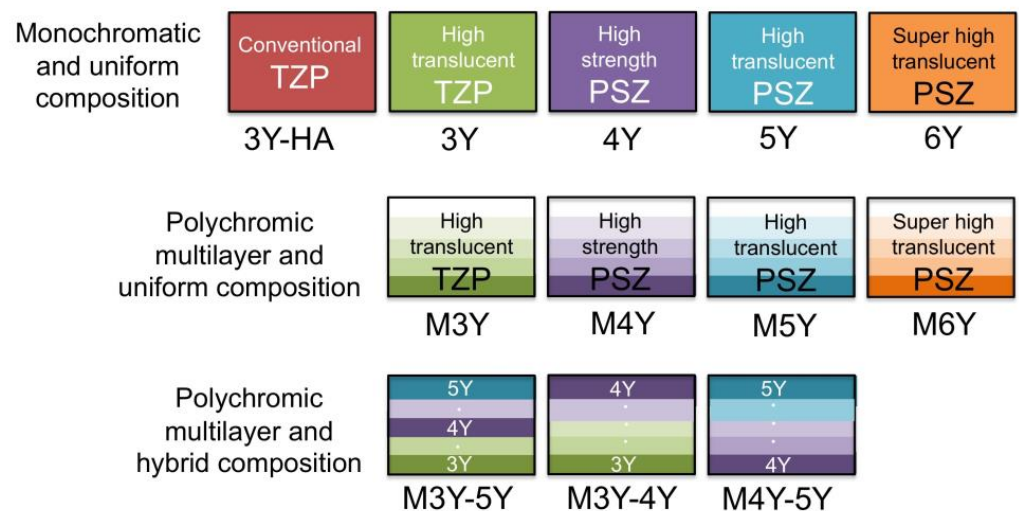 Monochromatic
and uniform
composition
Conventional
TZP
3Y-HA
High
translucent
TZP
3Y
High
strength
PSZ
4Y
High
translucent
PSZ
5Y
Super high
translucent
PSZ
6Y
Polychromic
multilayer and
uniform composition
High
translucent
TZP
M3Y
High
strength
PSZ
M4Y
High
translucent
PSZ
M5Y
Super high
translucent
PSZ
M6Y
Polychromic
multilayer and
hybrid composition
5Y
4Y
3Y
M3Y-5Y
4Y
3Y
M3Y-4Y
5Y
4Y
M4Y-5Y